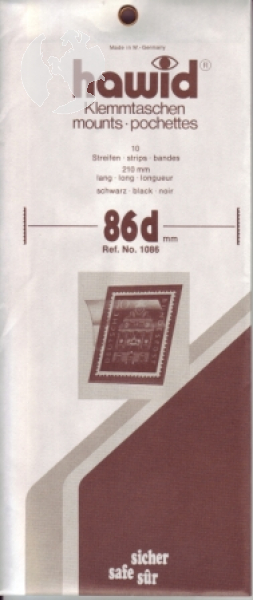 Made in W.-Germany
hawid®
Klemmtaschen
mounts · pochettes
10
Streifen · strips · bandes
210 mm
lang · long · longueur
schwarz · black · noir
86d mm
Ref. No. 1086
sicher
safe sûr